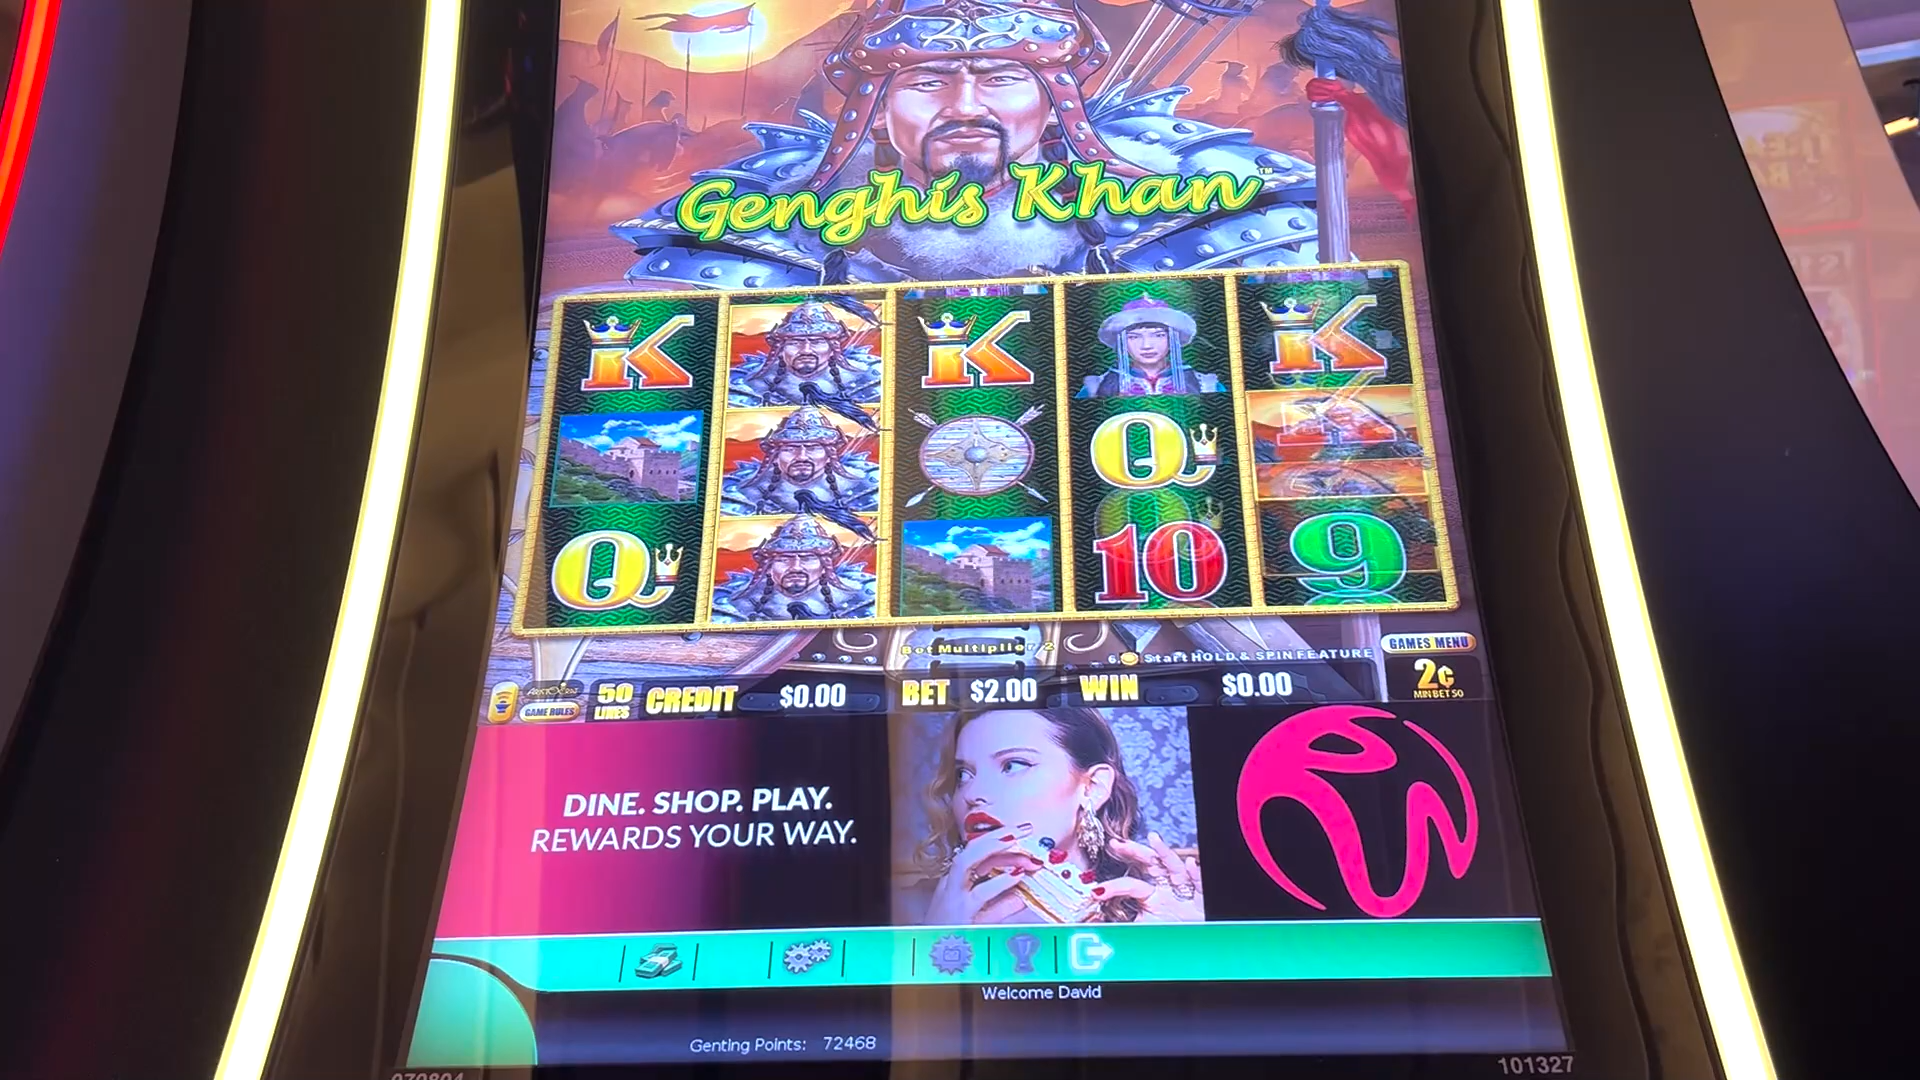 Genghis Khan™
K K K
Q
Q 10 9
Bet Multiplier 2
6 Start HOLD & SPIN FEATURE
GAMES MENU
ARISTOCRAT
GAME RULES
50 LINES
CREDIT $0.00
BET $2.00
WIN $0.00
2¢
MIN BET 50
DINE. SHOP. PLAY.
REWARDS YOUR WAY.
Welcome David
Genting Points: 72468
101327